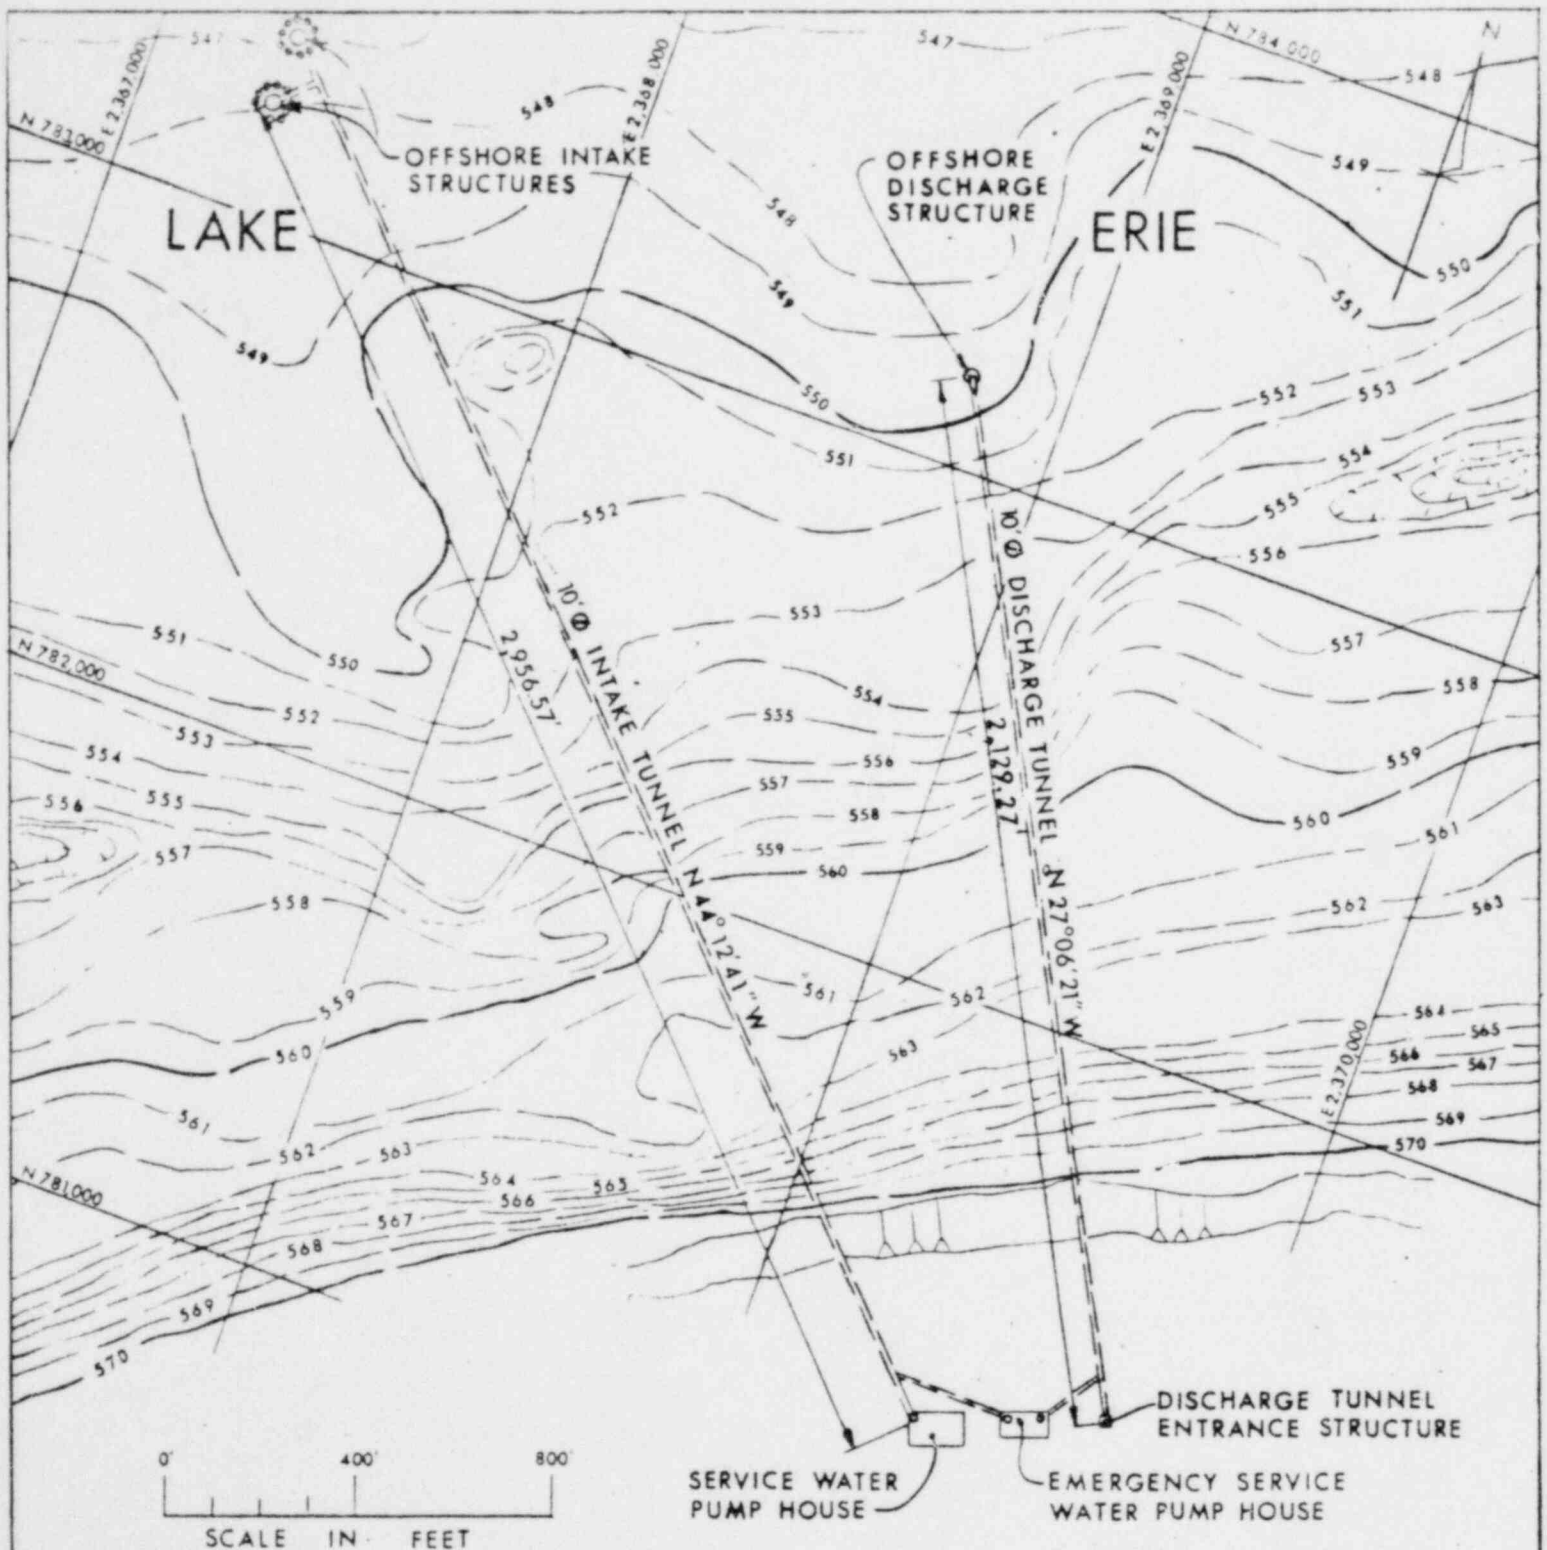 547
547
N 784 000
N
548
E 2,367,000
E 2,368,000
E 2,369,000
548
N 783,000
OFFSHORE INTAKE
STRUCTURES
OFFSHORE
DISCHARGE
STRUCTURE
549
LAKE
548
ERIE
550
549
551
549
550
552
553
551
554
552
555
556
10'Ø INTAKE TUNNEL N 44° 12' 41" W
10'Ø DISCHARGE TUNNEL N 27° 06' 21" W
553
551
550
557
N 782,000
2,956.57'
554
558
552
555
2,129.27'
553
554
556
559
557
555
556
558
560
561
559
557
560
558
562
563
559
561
562
564
560
563
565
566
567
E 2,370,000
568
561
569
562
563
570
N 781,000
564
565
566
567
568
569
570
DISCHARGE TUNNEL
ENTRANCE STRUCTURE
0'
400'
800'
SERVICE WATER
PUMP HOUSE
EMERGENCY SERVICE
WATER PUMP HOUSE
SCALE IN FEET